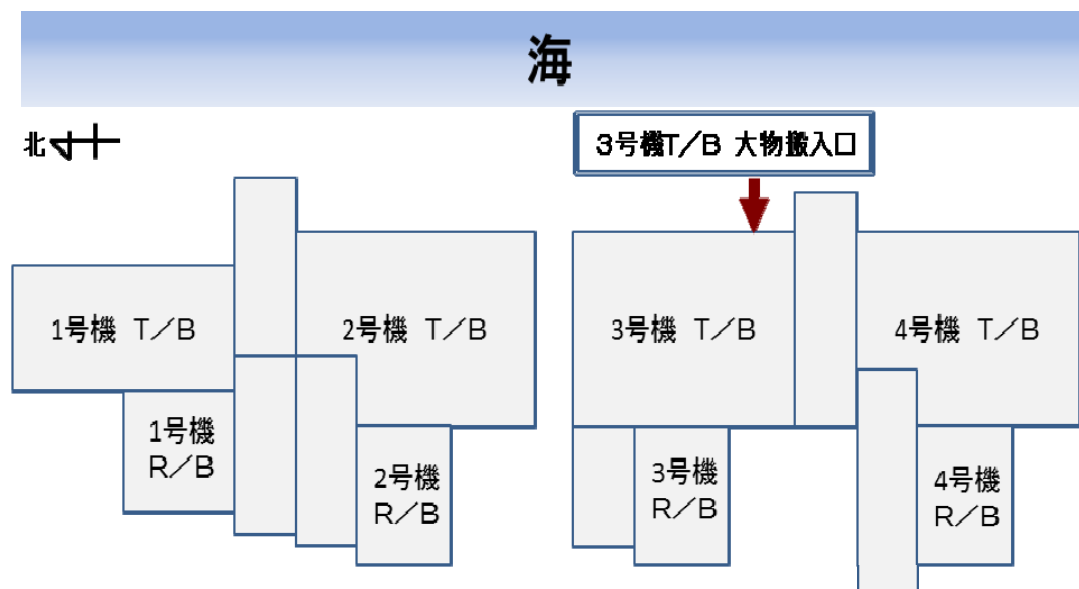 海
北
3号機T/B 大物搬入口
1号機 T/B
2号機 T/B
3号機 T/B
4号機 T/B
1号機
R/B
2号機
R/B
3号機
R/B
4号機
R/B